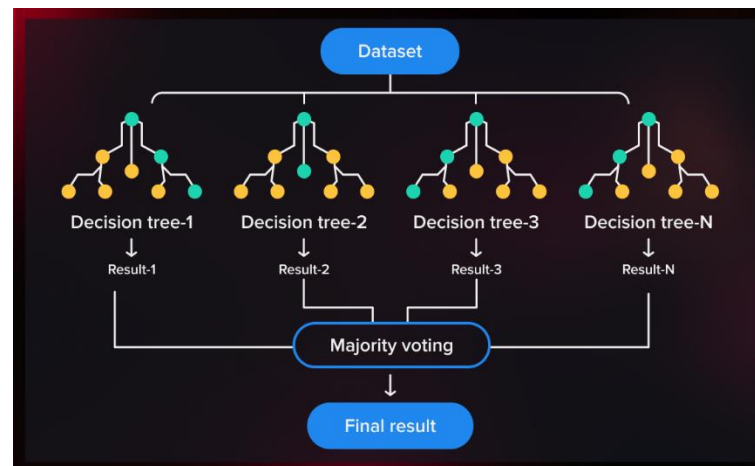 Dataset
Decision tree-1
Decision tree-2
Decision tree-3
Decision tree-N
Result-1
Result-2
Result-3
Result-N
Majority voting
Final result